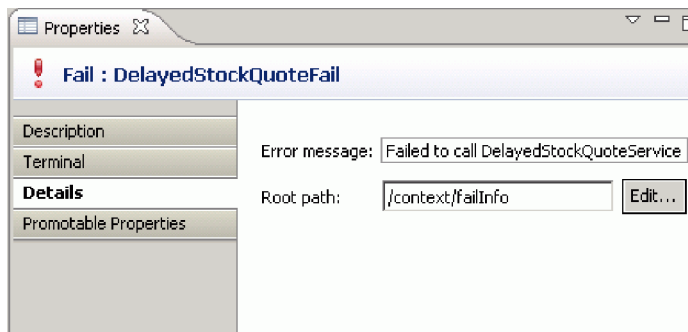 Properties
Fail : DelayedStockQuoteFail
Description
Terminal
Details
Promotable Properties
Error message: Failed to call DelayedStockQuoteService
Root path: /context/failInfo Edit...